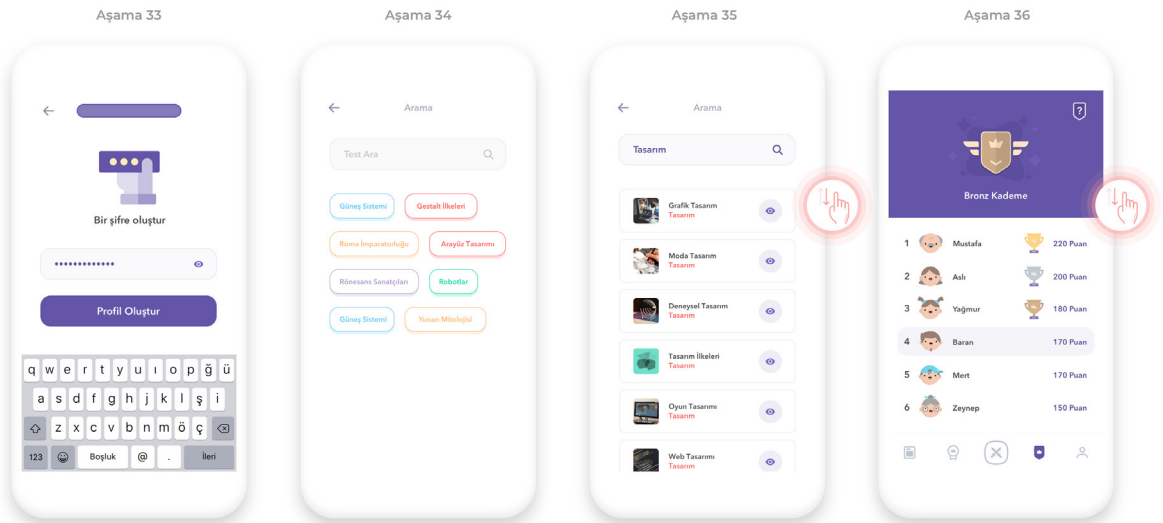 Aşama 33
Bir şifre oluştur
Profil Oluştur
q w e r t y u ı o p ğ ü
a s d f g h j k l ş i
z x c v b n m ö ç
123 Boşluk @ . İleri
Aşama 34
Arama
Test Ara
Güneş Sistemi Gestalt İlkeleri
Roma İmparatorluğu Arayüz Tasarımı
Rönesans Sanatçıları Robotlar
Güneş Sistemi Yunan Mitolojisi
Aşama 35
Arama
Tasarım
Grafik Tasarım
Tasarım
Moda Tasarım
Tasarım
Deneysel Tasarım
Tasarım
Tasarım İlkeleri
Tasarım
Oyun Tasarımı
Tasarım
Web Tasarımı
Tasarım
Aşama 36
?
Bronz Kademe
1 Mustafa 220 Puan
2 Aslı 200 Puan
3 Yağmur 180 Puan
4 Baran 170 Puan
5 Mert 170 Puan
6 Zeynep 150 Puan